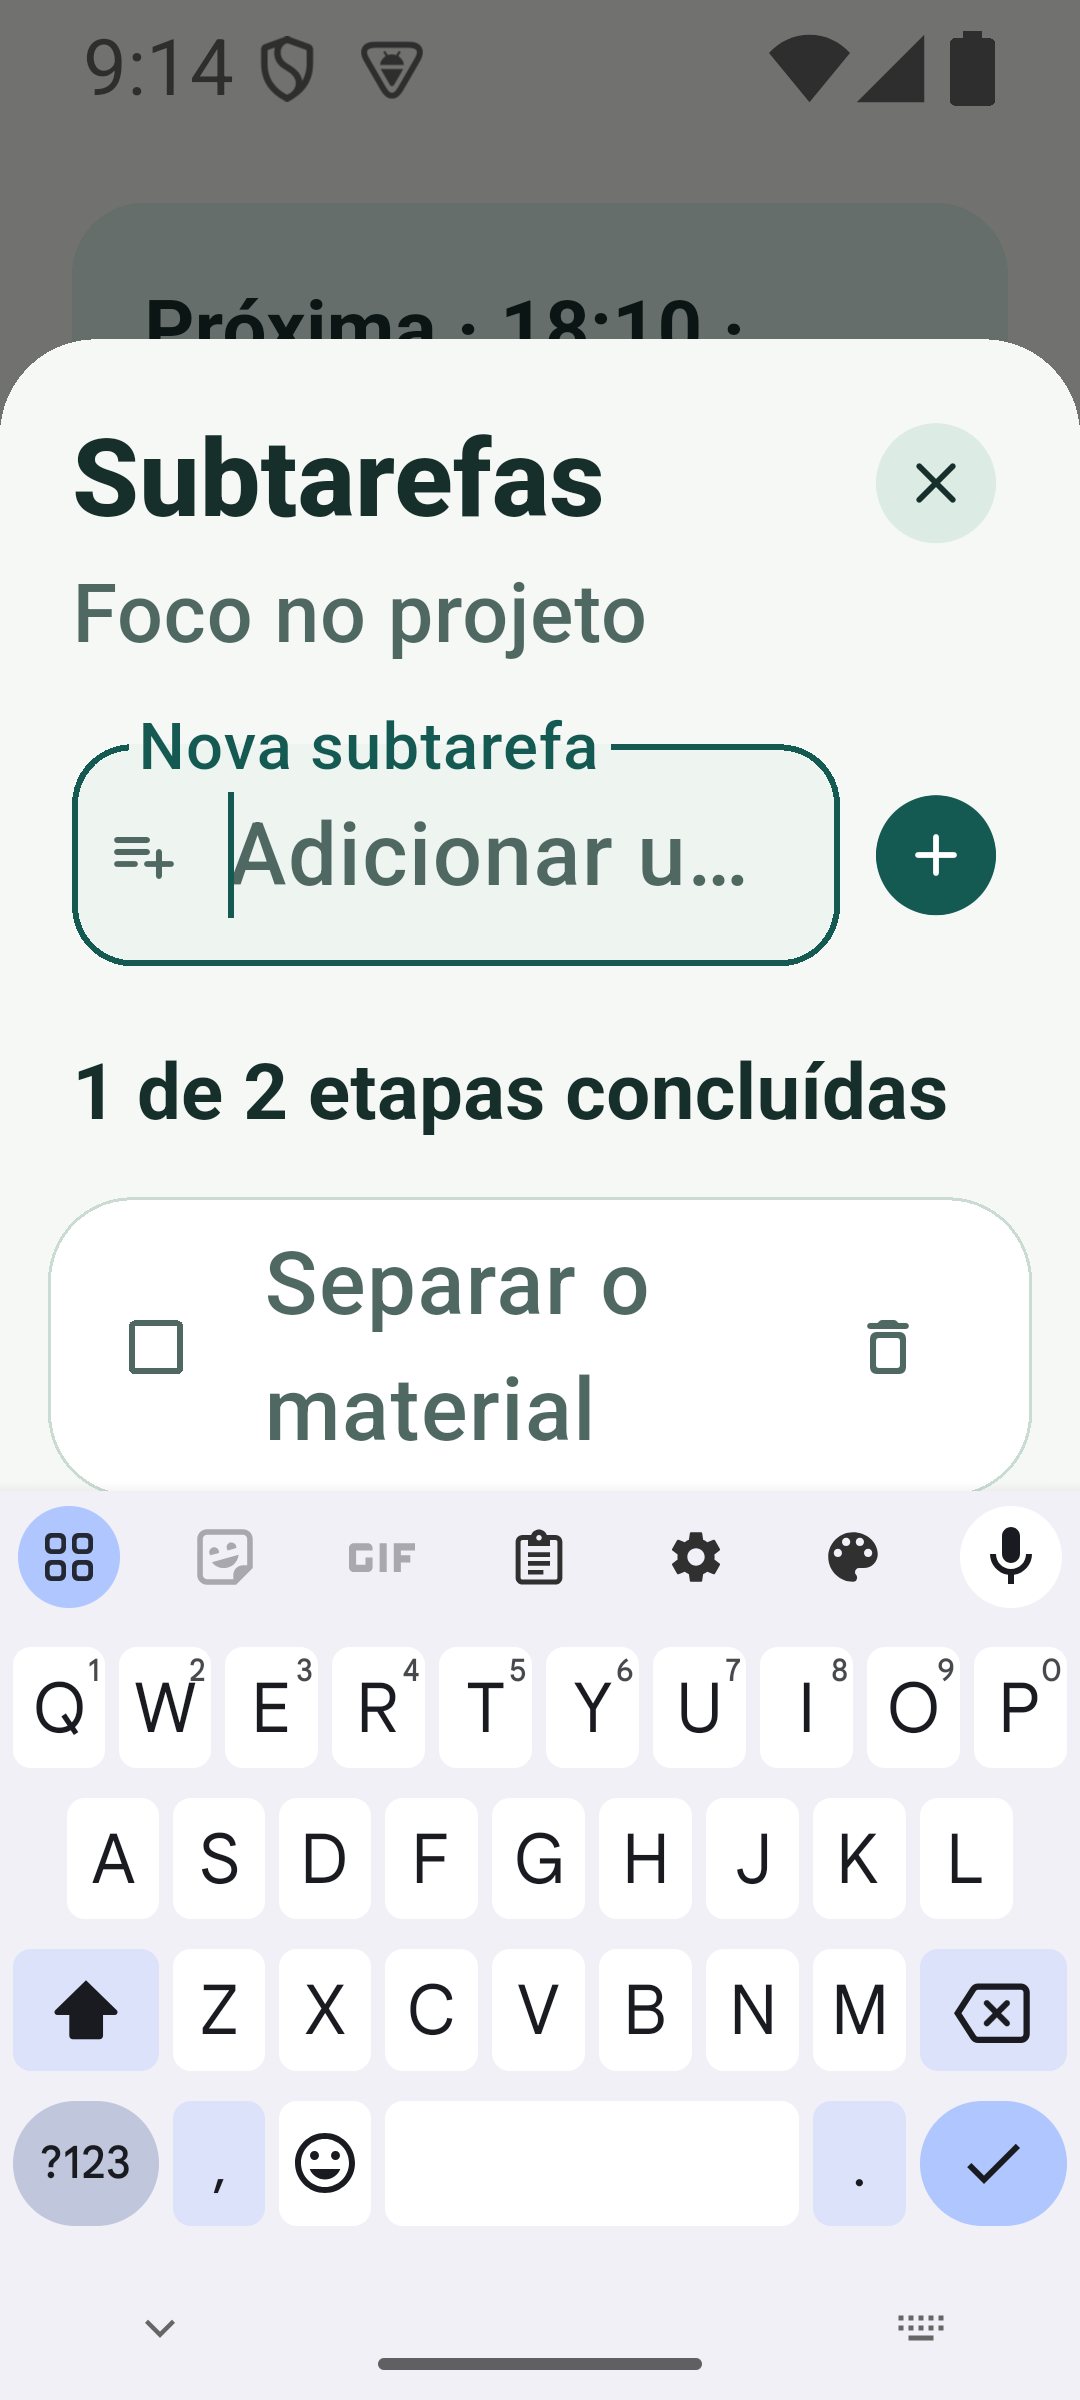 9:14
Próxima · 18:10 ·
Subtarefas
Foco no projeto
Nova subtarefa
Adicionar u...
1 de 2 etapas concluídas
Separar o
material
GIF
Q1 W2 E3 R4 T5 Y6 U7 I8 O9 P0
A S D F G H J K L
Z X C V B N M
?123 , .